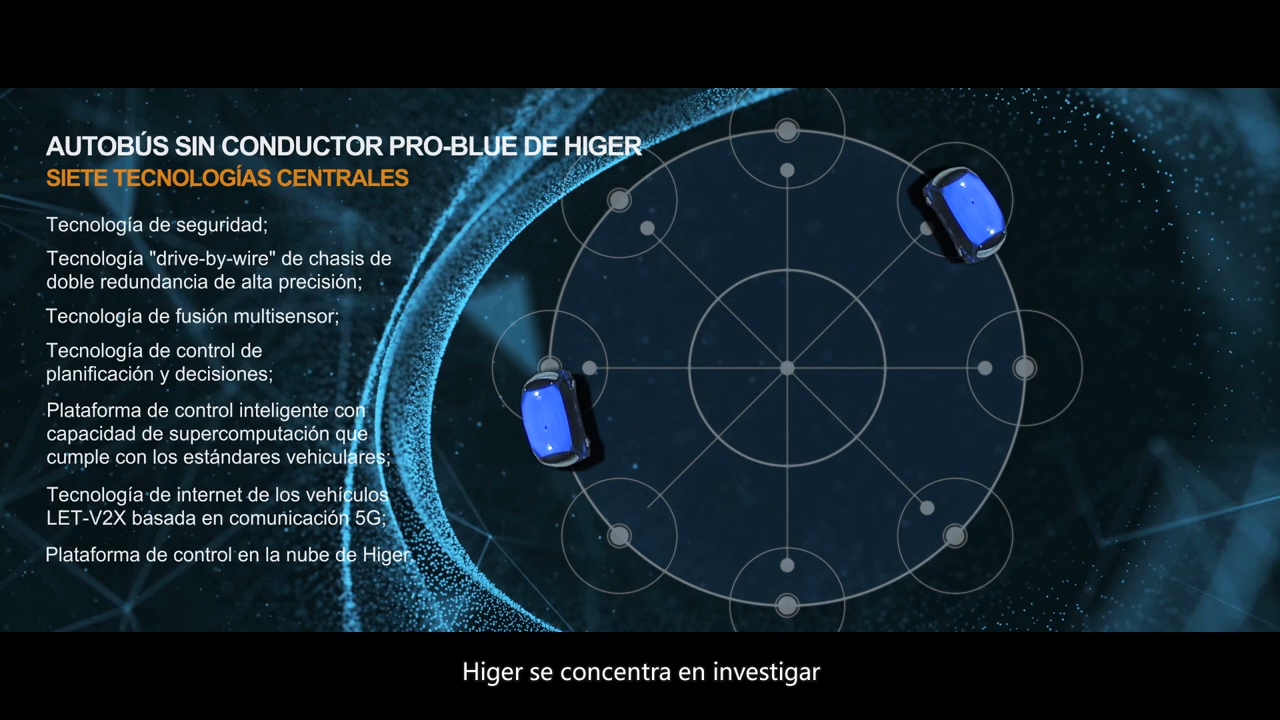 AUTOBÚS SIN CONDUCTOR PRO-BLUE DE HIGER
SIETE TECNOLOGÍAS CENTRALES
Tecnología de seguridad;
Tecnología "drive-by-wire" de chasis de
doble redundancia de alta precisión;
Tecnología de fusión multisensor;
Tecnología de control de
planificación y decisiones;
Plataforma de control inteligente con
capacidad de supercomputación que
cumple con los estándares vehiculares;
Tecnología de internet de los vehículos
LET-V2X basada en comunicación 5G;
Plataforma de control en la nube de Higer
Higer se concentra en investigar